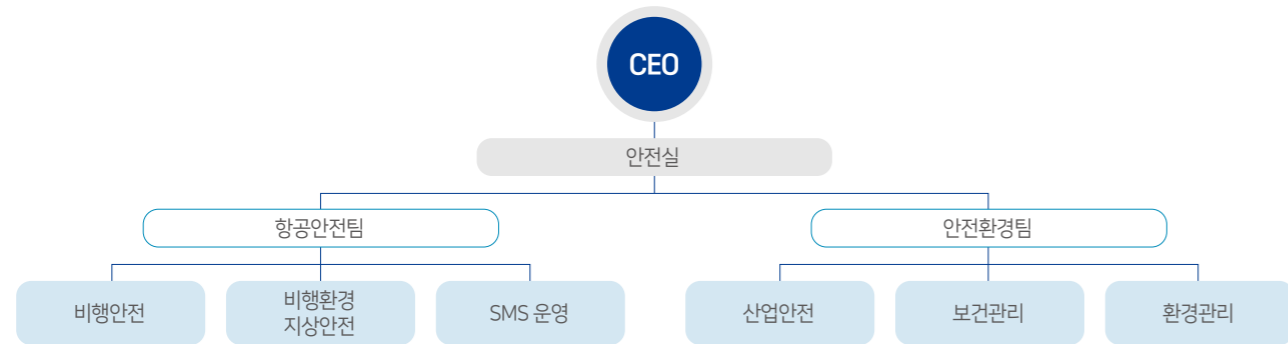 CEO
안전실
항공안전팀
안전환경팀
비행안전
비행환경
지상안전
SMS 운영
산업안전
보건관리
환경관리